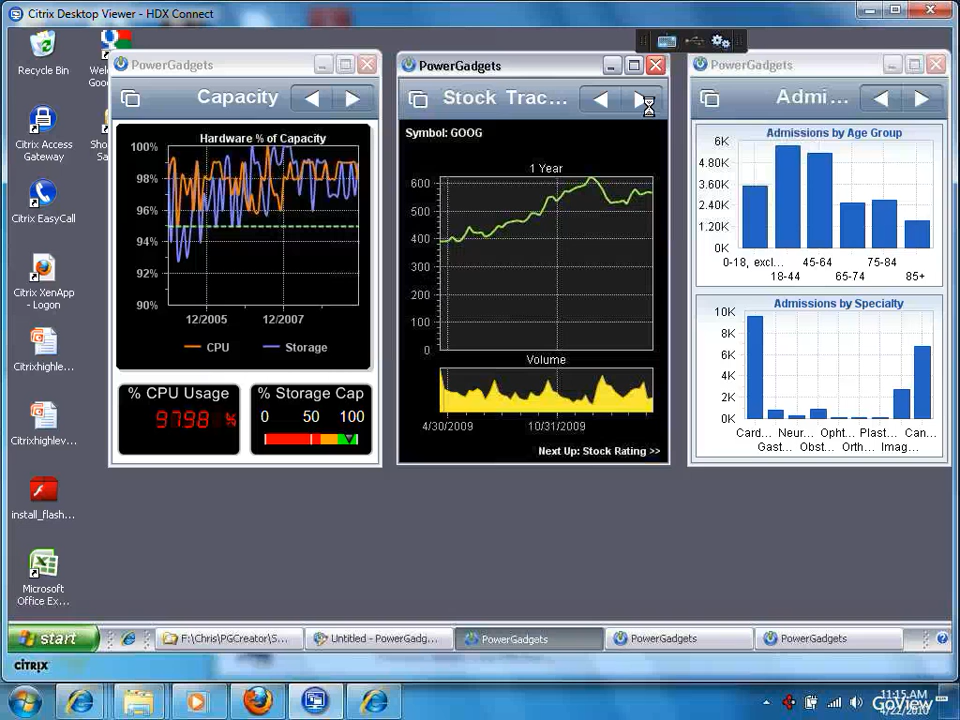 Citrix Desktop Viewer - HDX Connect
Recycle Bin
Citrix Access
Gateway
Citrix EasyCall
Citrix XenApp
- Logon
Citrixhighle...
Citrixhighlev...
install_flash...
Microsoft
Office Ex...
PowerGadgets
Capacity
Hardware % of Capacity
100%
98%
96%
94%
92%
90%
12/2005 12/2007
CPU Storage
% CPU Usage
9798 %
% Storage Cap
0 50 100
PowerGadgets
Stock Trac...
Symbol: GOOG
1 Year
600
500
400
300
200
100
0
Volume
4/30/2009 10/31/2009
Next Up: Stock Rating >>
PowerGadgets
Admi...
Admissions by Age Group
6K
4.80K
3.60K
2.40K
1.20K
0K
0-18, excl... 45-64 75-84
18-44 65-74 85+
Admissions by Specialty
10K
8K
6K
4K
2K
0K
Card... Neur... Opht... Plast... Can...
Gast... Obst... Orth... Imag...
start
F:\Chris\PGCreator\S...
Untitled - PowerGadg...
PowerGadgets
PowerGadgets
PowerGadgets
CITRIX
11:15 AM
4/22/2010
GoView